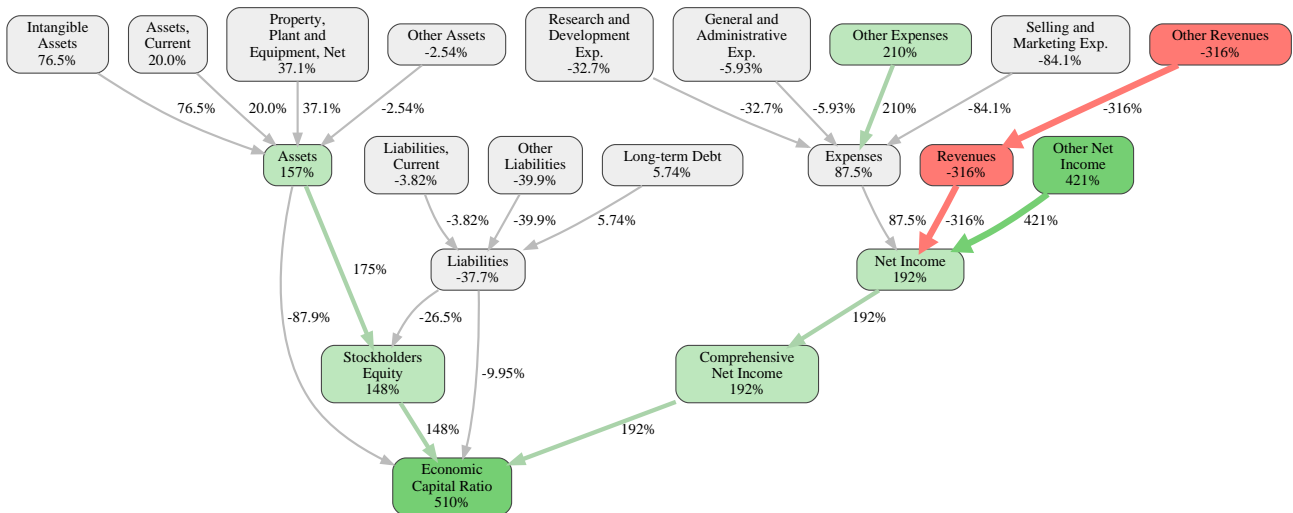 Intangible
Assets
76.5%
Assets,
Current
20.0%
Property,
Plant and
Equipment, Net
37.1%
Other Assets
-2.54%
Research and
Development
Exp.
-32.7%
General and
Administrative
Exp.
-5.93%
Other Expenses
210%
Selling and
Marketing Exp.
-84.1%
Other Revenues
-316%
76.5%
20.0%
37.1%
-2.54%
-32.7%
-5.93%
210%
-84.1%
-316%
Assets
157%
Liabilities,
Current
-3.82%
Other
Liabilities
-39.9%
Long-term Debt
5.74%
Expenses
87.5%
Revenues
-316%
Other Net
Income
421%
-3.82%
-39.9%
5.74%
87.5%
-316%
421%
175%
Liabilities
-37.7%
Net Income
192%
-87.9%
-26.5%
192%
Stockholders
Equity
148%
-9.95%
Comprehensive
Net Income
192%
148%
192%
Economic
Capital Ratio
510%